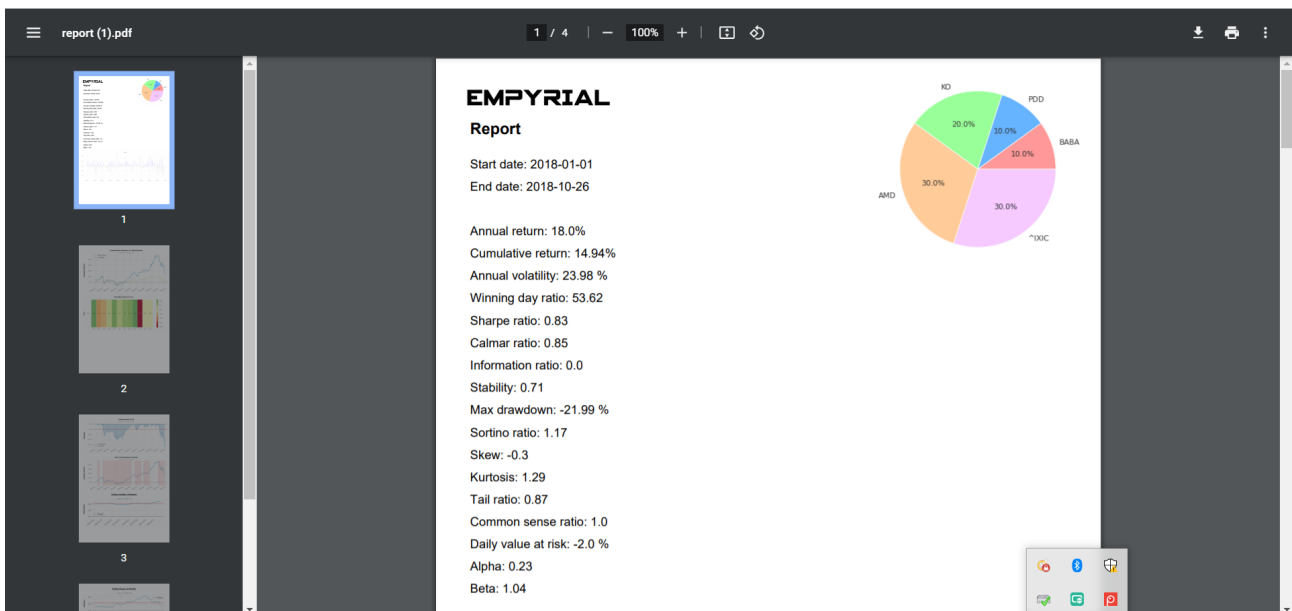 report (1).pdf
1 / 4
100%
EMPYRIAL
Report
Start date: 2018-01-01
End date: 2018-10-26
Annual return: 18.0%
Cumulative return: 14.94%
Annual volatility: 23.98 %
Winning day ratio: 53.62
Sharpe ratio: 0.83
Calmar ratio: 0.85
Information ratio: 0.0
Stability: 0.71
Max drawdown: -21.99 %
Sortino ratio: 1.17
Skew: -0.3
Kurtosis: 1.29
Tail ratio: 0.87
Common sense ratio: 1.0
Daily value at risk: -2.0 %
Alpha: 0.23
Beta: 1.04
KO
PDD
20.0%
10.0%
BABA
10.0%
AMD
30.0%
30.0%
^IXIC
1
2
3